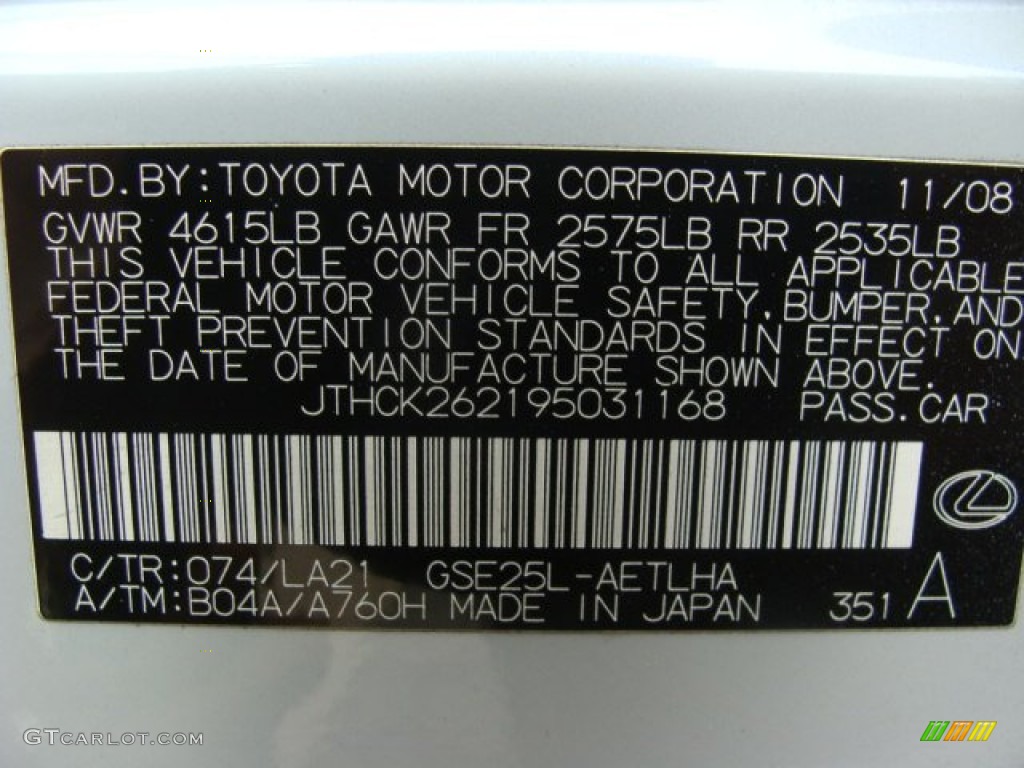 MFD.BY:TOYOTA MOTOR CORPORATION 11/08
GVWR 4615LB GAWR FR 2575LB RR 2535LB
THIS VEHICLE CONFORMS TO ALL APPLICABLE
FEDERAL MOTOR VEHICLE SAFETY,BUMPER,AND
THEFT PREVENTION STANDARDS IN EFFECT ON
THE DATE OF MANUFACTURE SHOWN ABOVE.
JTHCK262195031168 PASS.CAR
C/TR:074/LA21 GSE25L-AETLHA
A/TM:B04A/A760H MADE IN JAPAN 351 A
GTCARLOT.COM